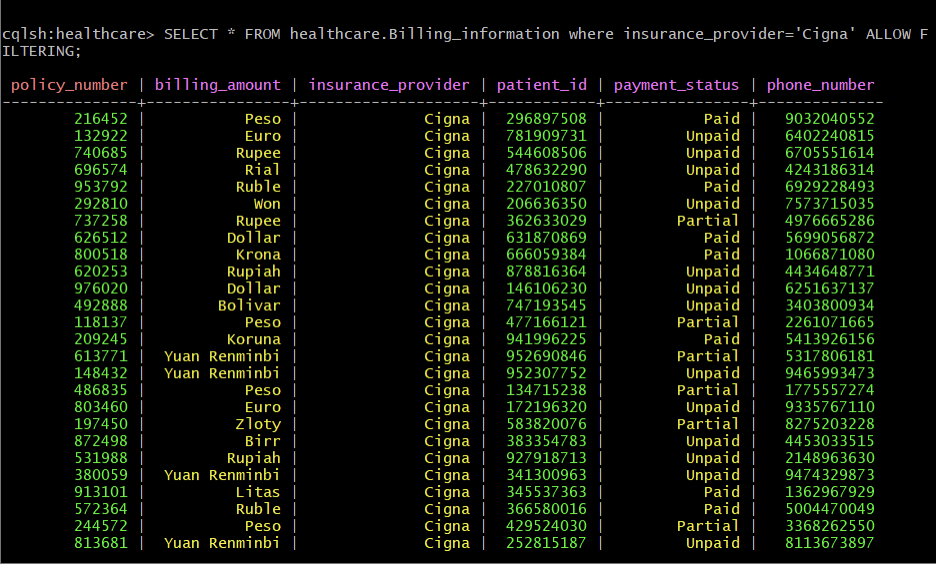 cqlsh:healthcare> SELECT * FROM healthcare.Billing_information where insurance_provider='Cigna' ALLOW F
ILTERING;
policy_number | billing_amount | insurance_provider | patient_id | payment_status | phone_number
---------------+----------------+--------------------+------------+----------------+--------------
216452 | Peso | Cigna | 296897508 | Paid | 9032040552
132922 | Euro | Cigna | 781909731 | Unpaid | 6402240815
740685 | Rupee | Cigna | 544608506 | Unpaid | 6705551614
696574 | Rial | Cigna | 478632290 | Unpaid | 4243186314
953792 | Ruble | Cigna | 227010807 | Paid | 6929228493
292810 | Won | Cigna | 206636350 | Unpaid | 7573715035
737258 | Rupee | Cigna | 362633029 | Partial | 4976665286
626512 | Dollar | Cigna | 631870869 | Paid | 5699056872
800518 | Krona | Cigna | 666059384 | Paid | 1066871080
620253 | Rupiah | Cigna | 878816364 | Unpaid | 4434648771
976020 | Dollar | Cigna | 146106230 | Unpaid | 6251637137
492888 | Bolivar | Cigna | 747193545 | Unpaid | 3403800934
118137 | Peso | Cigna | 477166121 | Partial | 2261071665
209245 | Koruna | Cigna | 941996225 | Paid | 5413926156
613771 | Yuan Renminbi | Cigna | 952690846 | Partial | 5317806181
148432 | Yuan Renminbi | Cigna | 952307752 | Unpaid | 9465993473
486835 | Peso | Cigna | 134715238 | Partial | 1775557274
803460 | Euro | Cigna | 172196320 | Unpaid | 9335767110
197450 | Zloty | Cigna | 583820076 | Partial | 8275203228
872498 | Birr | Cigna | 383354783 | Unpaid | 4453033515
531988 | Rupiah | Cigna | 927918713 | Unpaid | 2148963630
380059 | Yuan Renminbi | Cigna | 341300963 | Unpaid | 9474329873
913101 | Litas | Cigna | 345537363 | Paid | 1362967929
572364 | Ruble | Cigna | 366580016 | Paid | 5004470049
244572 | Peso | Cigna | 429524030 | Partial | 3368262550
813681 | Yuan Renminbi | Cigna | 252815187 | Unpaid | 8113673897